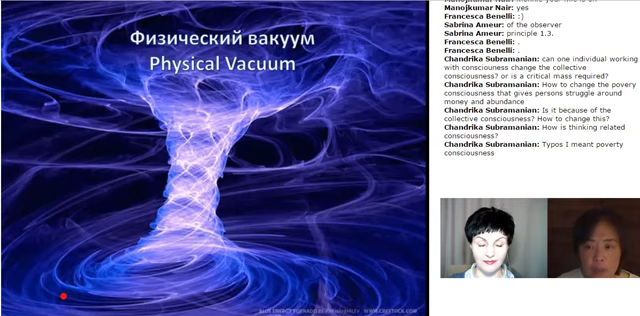 Физический вакуум
Physical Vacuum
Manojkumar Nair: yes
Francesca Benelli: :)
Sabrina Ameur: of the observer
Sabrina Ameur: principle 1.3.
Francesca Benelli: .
Francesca Benelli: .
Chandrika Subramanian: can one individual working
with consciouness change the collective
consciousness? or is a critical mass required?
Chandrika Subramanian: How to change the povery
consciousness that gives persons struggle around
money and abundance
Chandrika Subramanian: Is it because of the
collective consciousness? How to change this?
Chandrika Subramanian: How is thinking related
consciousness?
Chandrika Subramanian: Typos I meant poverty
consciousness